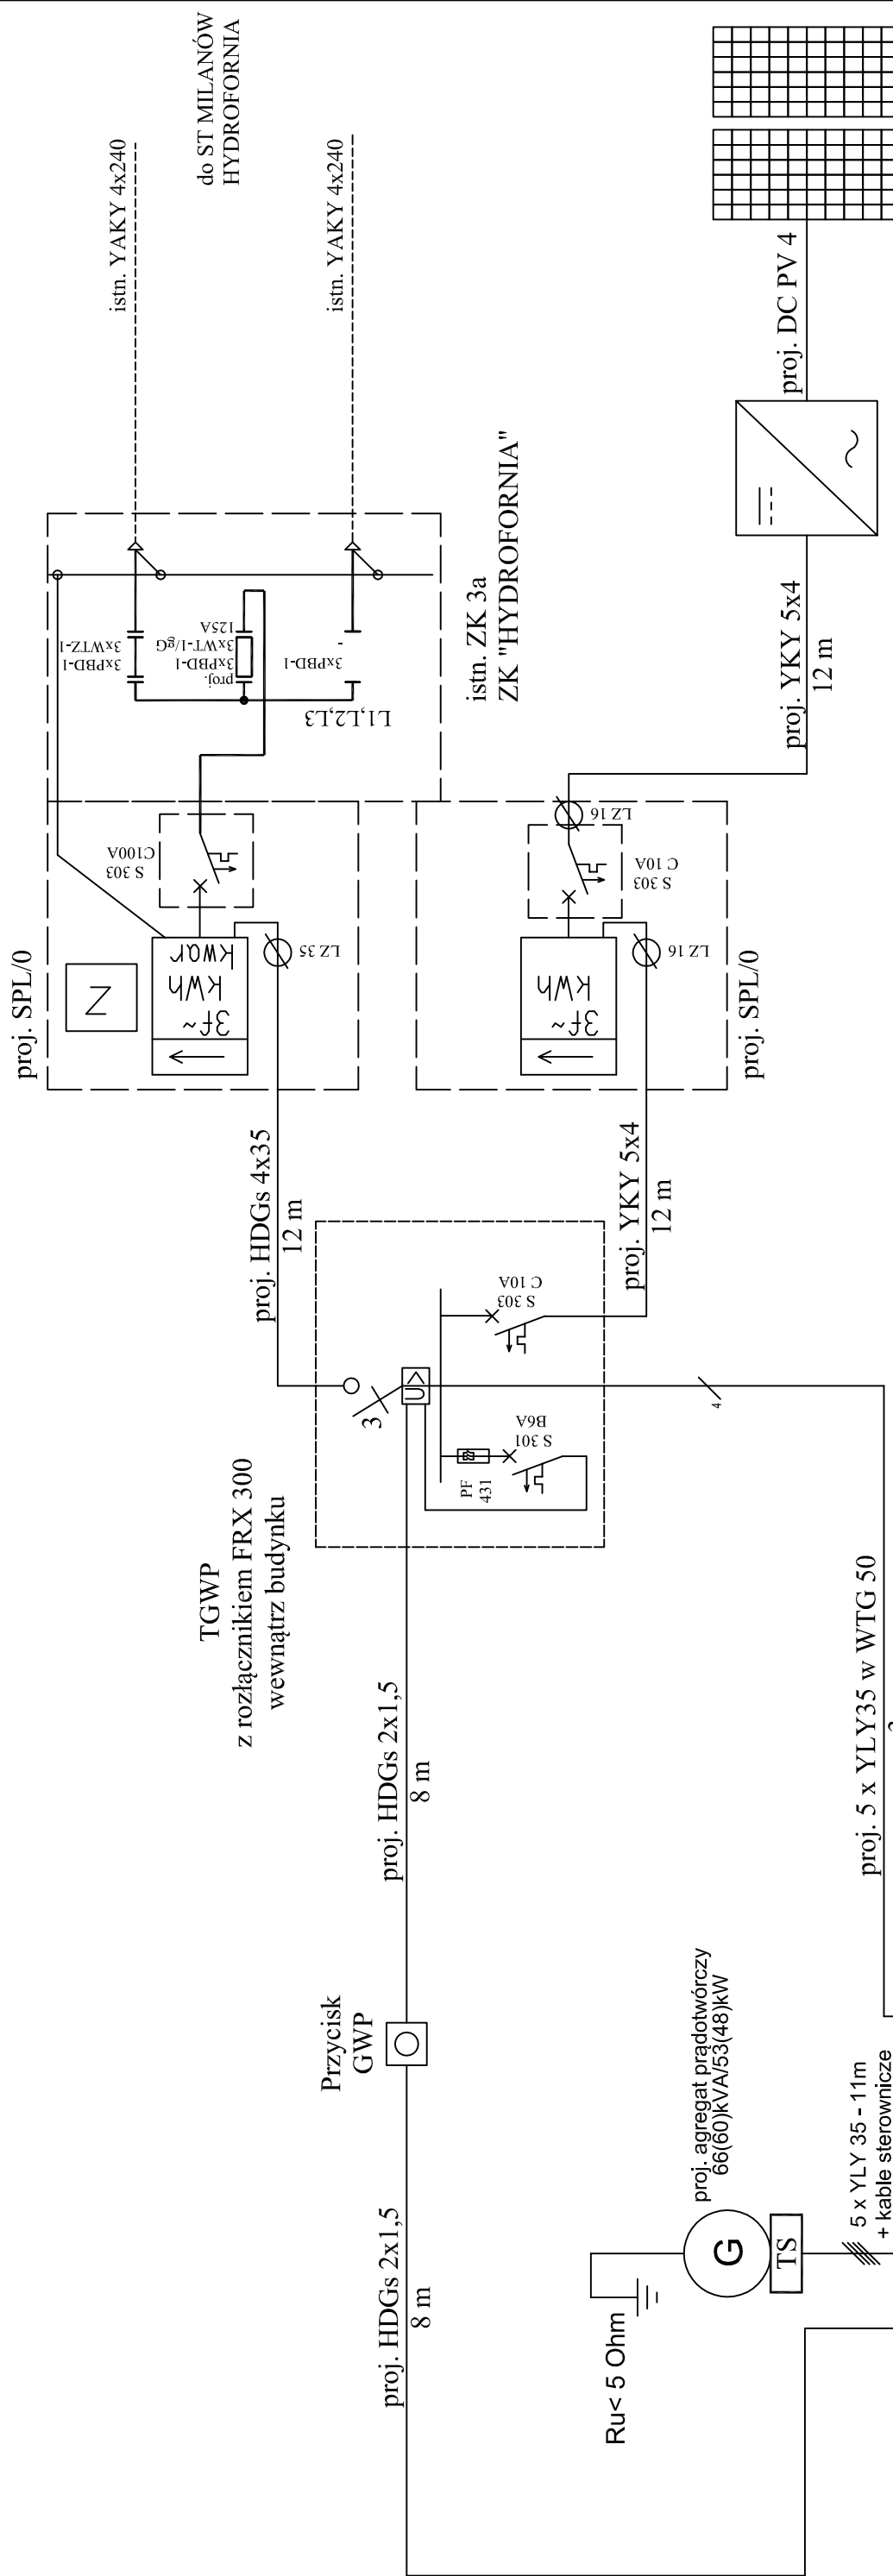 do ST MILANÓW
HYDROFORNIA
istn. YAKY 4x240
istn. YAKY 4x240
proj. DC PV 4
3xPBD-1
3xWTZ-1
proj.
3xPBD-1
3xWT-1/gG
125A
3xPBD-1
-
L1,L2,L3
istn. ZK 3a
ZK "HYDROFORNIA"
proj. YKY 5x4
12 m
S 303
C100A
LZ 16
S 303
C 10A
proj. SPL/0
Z
3f~
kWh
kwar
LZ 35
3f~
kWh
LZ 16
proj. SPL/0
proj. HDGs 4x35
12 m
proj. YKY 5x4
12 m
S 303
C 10A
3
U>
4
S 301
B6A
PF
431
TGWP
z rozłącznikiem FRX 300
wewnątrz budynku
proj. HDGs 2x1,5
8 m
proj. 5 x YLY35 w WTG 50
Przycisk
GWP
proj. agregat prądotwórczy
66(60)kVA/53(48)kW
G
TS
5 x YLY 35 - 11m
+ kable sterownicze
proj. HDGs 2x1,5
8 m
Ru< 5 Ohm